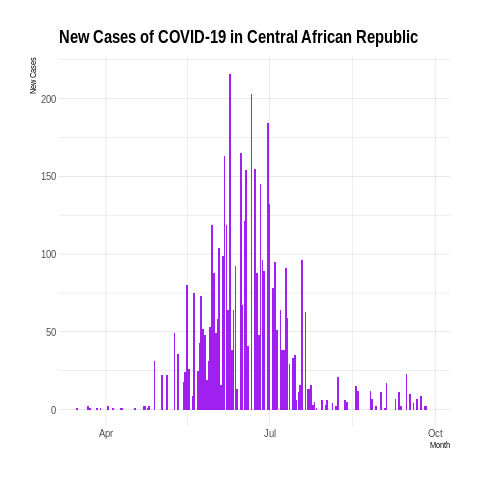 New Cases of COVID-19 in Central African Republic
New Cases
200
150
100
50
0
Apr
Jul
Oct
Month